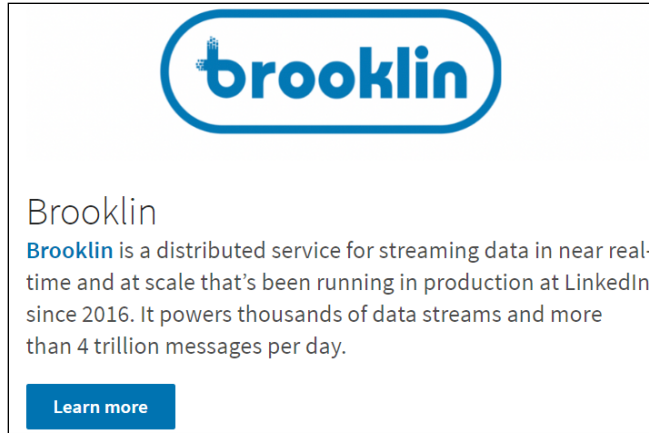 brooklin
Brooklin
Brooklin is a distributed service for streaming data in near real-
time and at scale that’s been running in production at LinkedIn
since 2016. It powers thousands of data streams and more
than 4 trillion messages per day.
Learn more